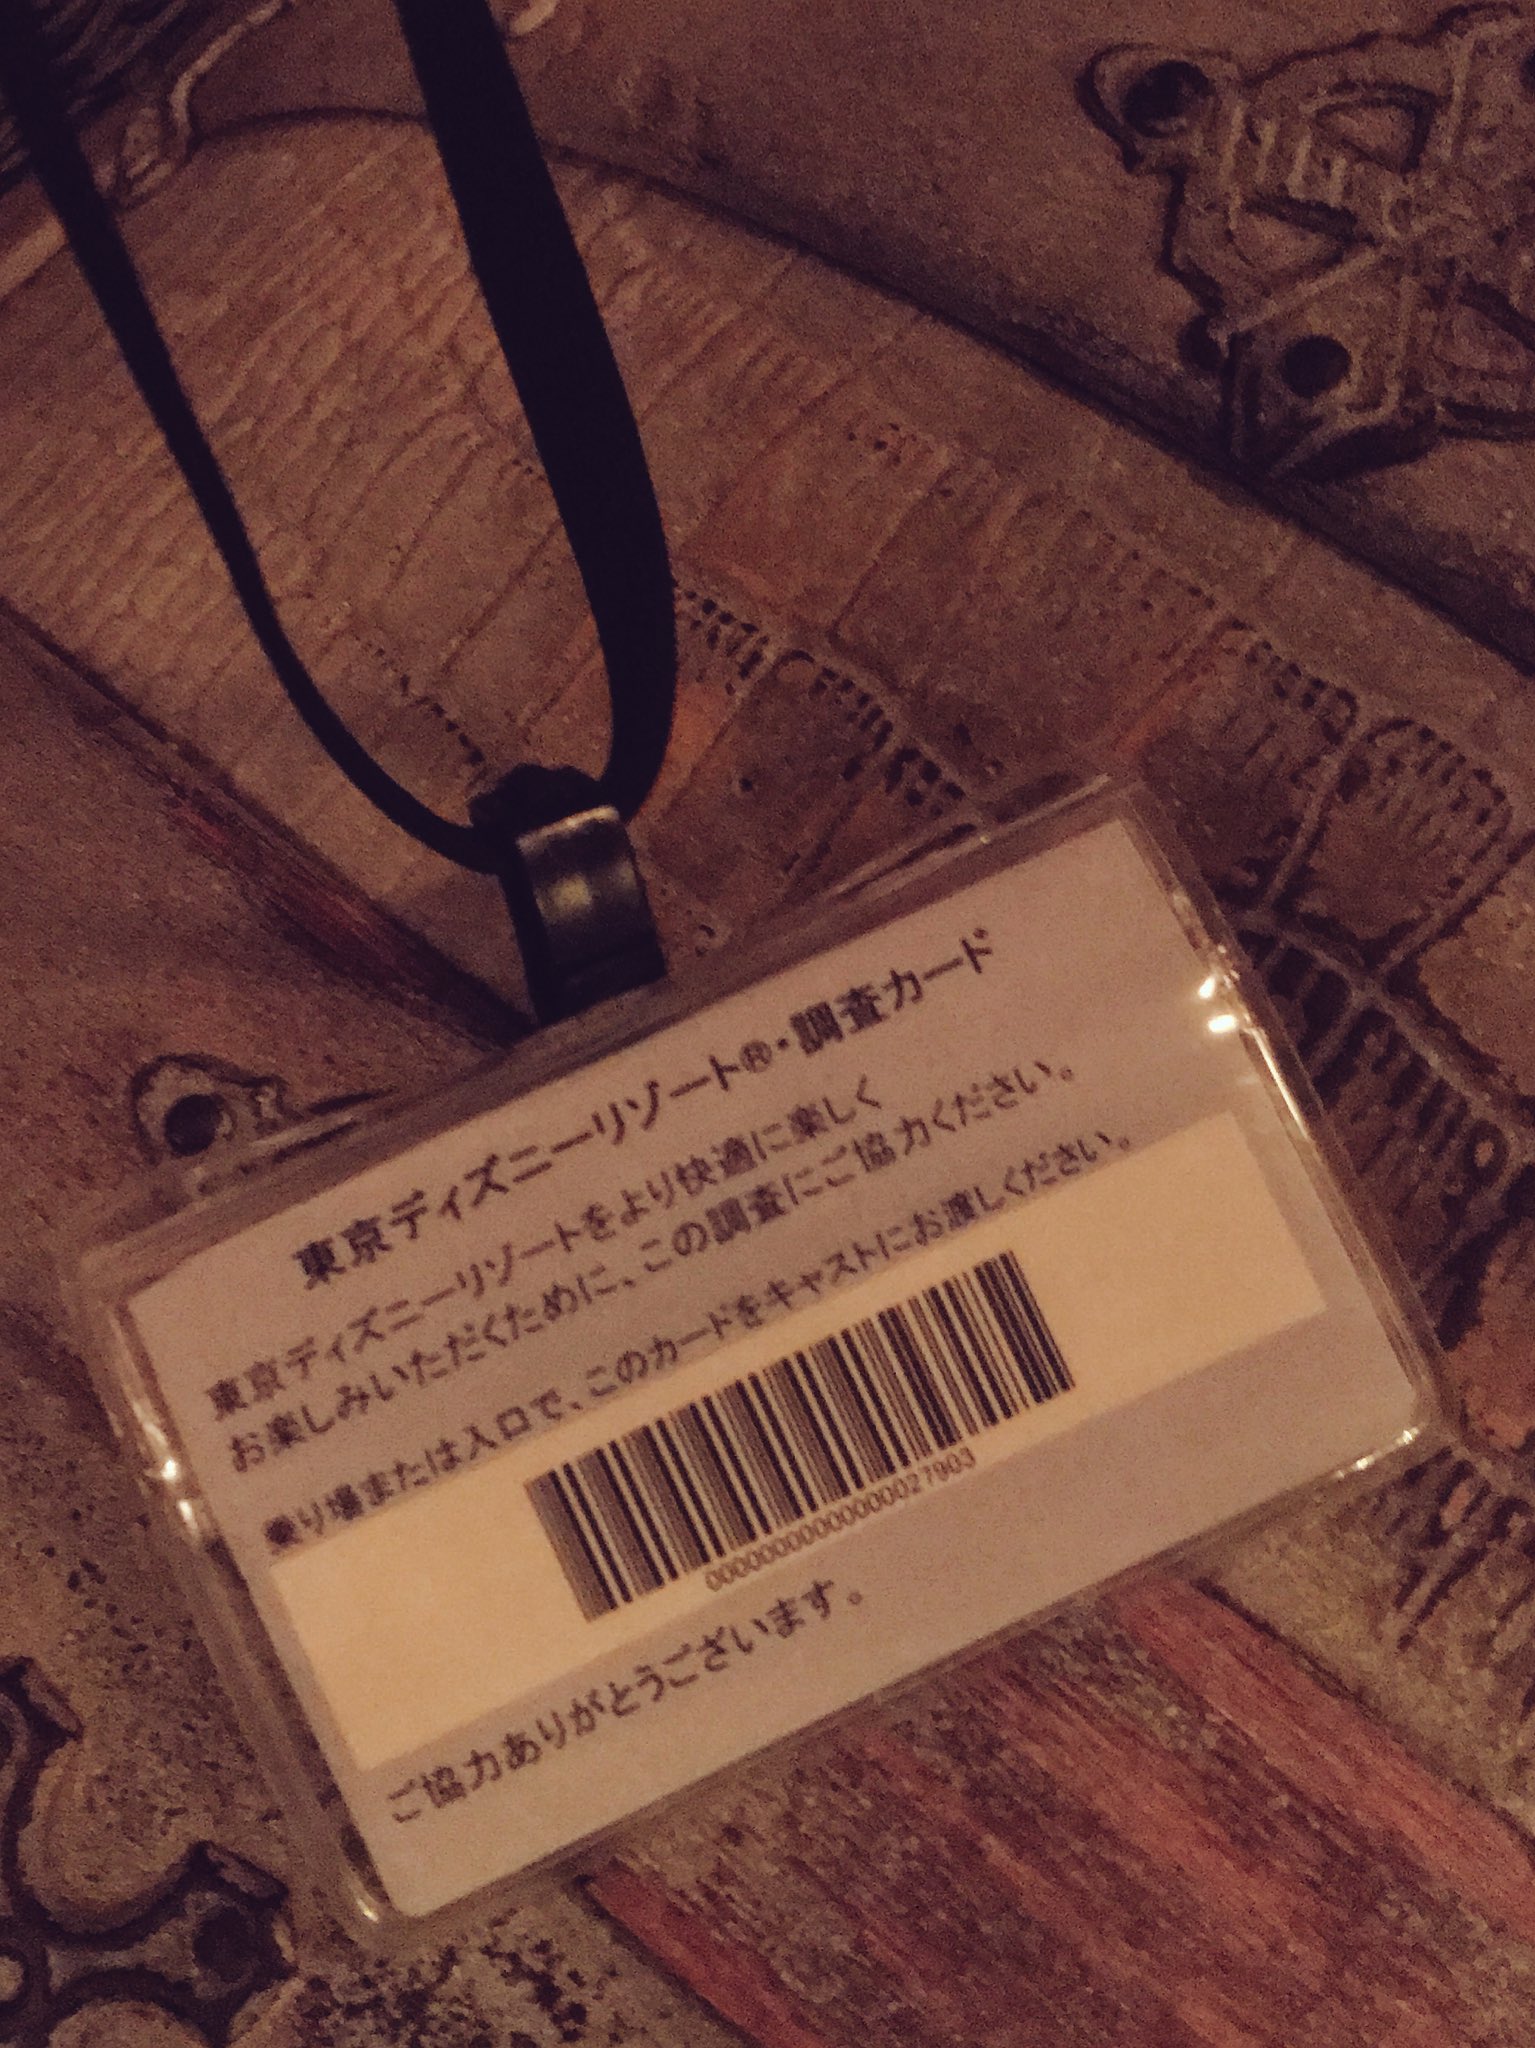 東京ディズニーリゾート®・調査カード
東京ディズニーリゾートをより快適に楽しく
お楽しみいただくために、この調査にご協力ください。
乗り場または入口で、このカードをキャストにお渡しください。
ご協力ありがとうございます。